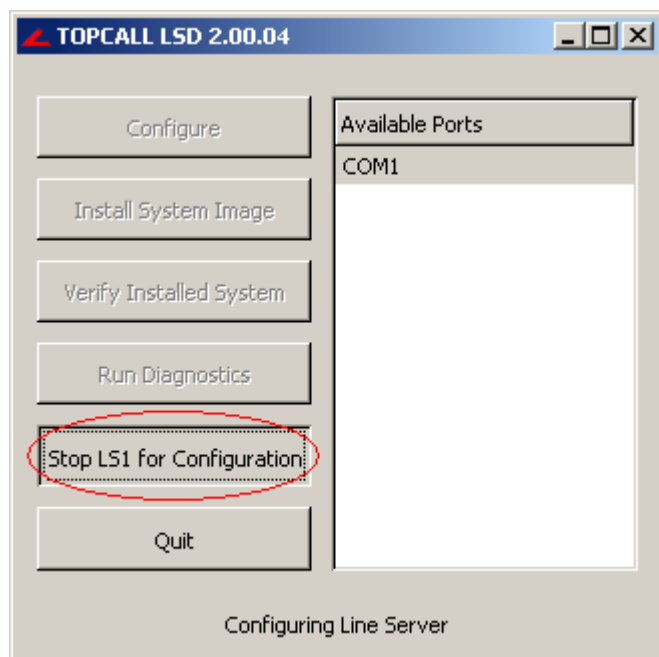 TOPCALL LSD 2.00.04
Configure
Install System Image
Verify Installed System
Run Diagnostics
Stop LS1 for Configuration
Quit
Available Ports
COM1
Configuring Line Server